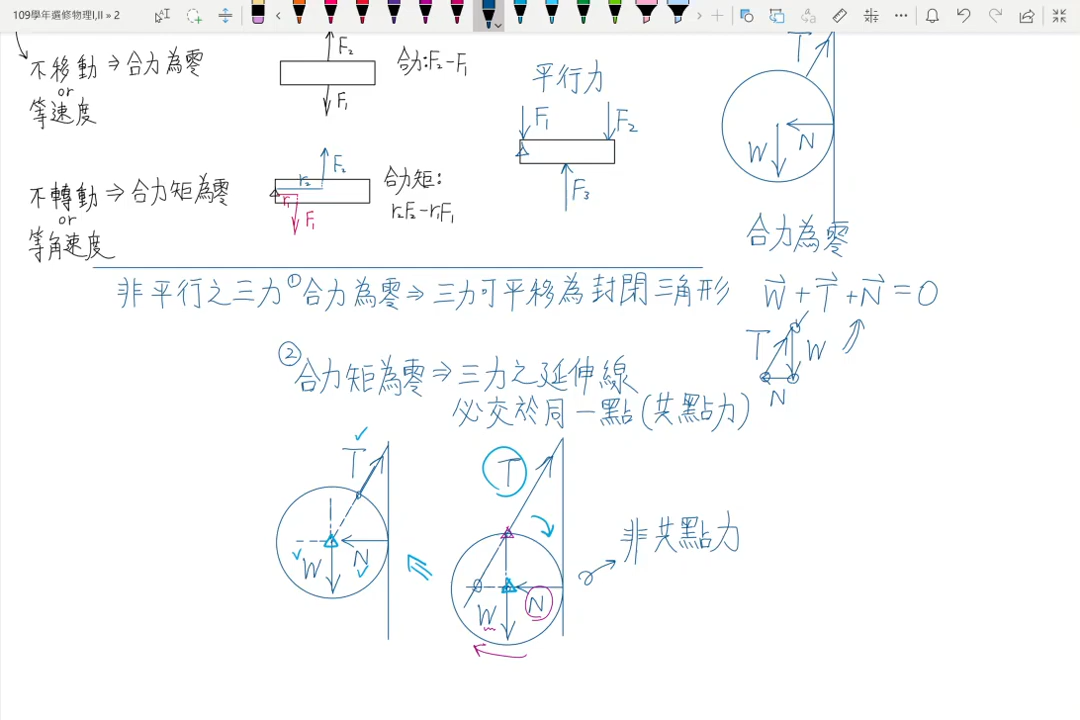 109學年選修物理I,II » 2
不移動⇒合力為零
or
等速度
F₂
F₁
合力:F₂-F₁
不轉動⇒合力矩為零
or
等角速度
r₂
F₂
r₁
F₁
合力矩:
r₂F₂-r₁F₁
平行力
F₁
F₂
F₃
T
N
W
合力為零
非平行之三力①合力為零⇒三力可平移為封閉三角形
W+T+N=0
T
W
N
②合力矩為零⇒三力之延伸線
必交於同一點(共點力)
T
N
W
T
N
W
非共點力